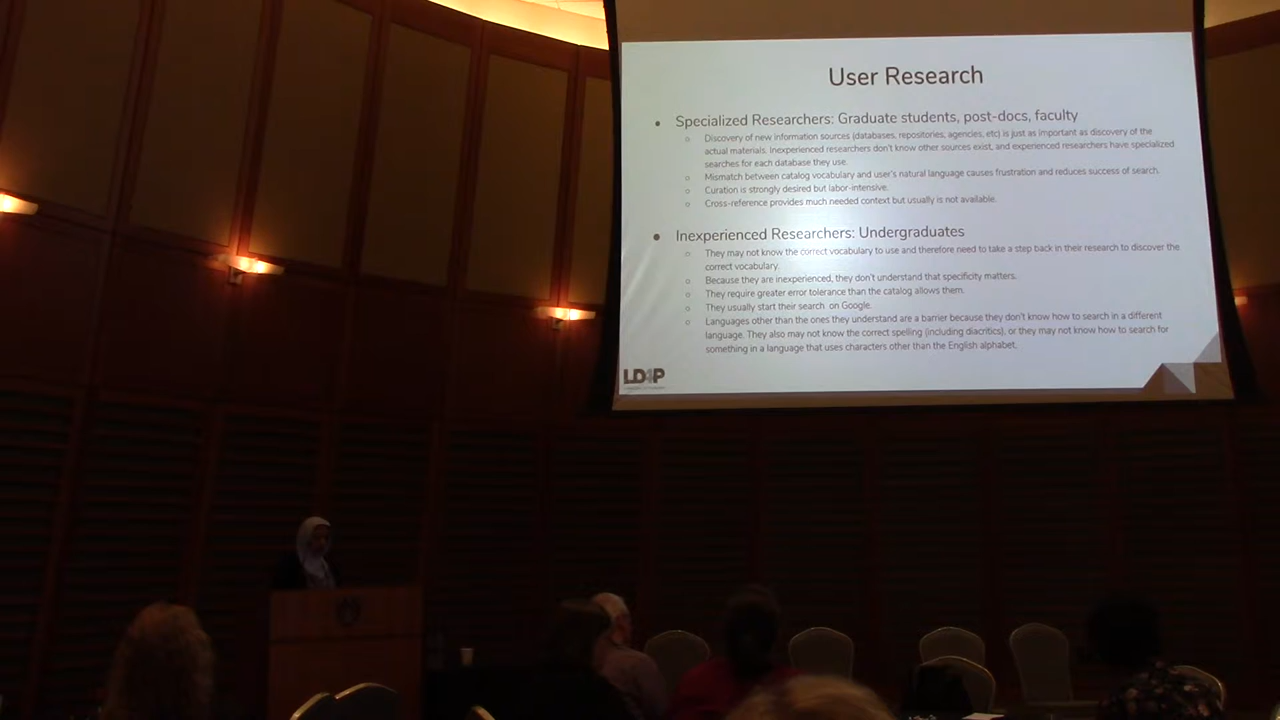 User Research
Specialized Researchers: Graduate students, post-docs, faculty
Discovery of new information sources (databases, repositories, agencies, etc) is just as important as discovery of the
actual materials. Inexperienced researchers don't know other sources exist, and experienced researchers have specialized
searches for each database they use.
Mismatch between catalog vocabulary and user's natural language causes frustration and reduces success of search.
Curation is strongly desired but labor-intensive.
Cross-reference provides much needed context but usually is not available.
Inexperienced Researchers: Undergraduates
They may not know the correct vocabulary to use and therefore need to take a step back in their research to discover the
correct vocabulary.
Because they are inexperienced, they don't understand that specificity matters.
They require greater error tolerance than the catalog allows them.
They usually start their search on Google.
Languages other than the ones they understand are a barrier because they don't know how to search in a different
language. They also may not know the correct spelling (including diacritics), or they may not know how to search for
something in a language that uses characters other than the English alphabet.
LD4P